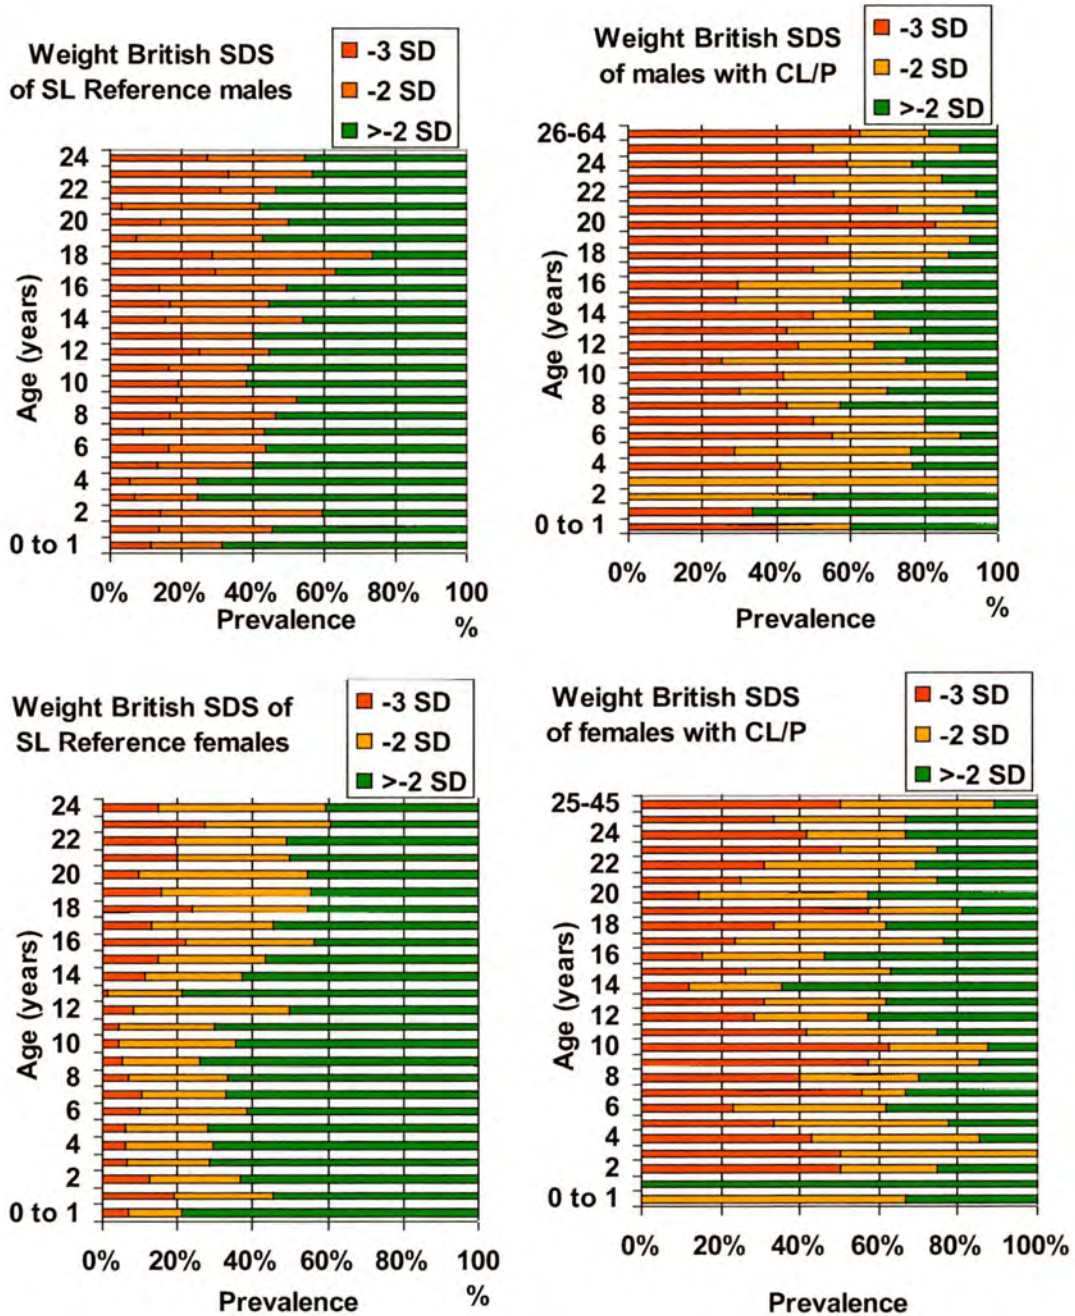 Weight British SDS
of SL Reference males
-3 SD
-2 SD
>-2 SD
24
22
20
18
16
14
12
10
8
6
4
2
0 to 1
Age (years)
0% 20% 40% 60% 80% 100
%
Prevalence
Weight British SDS
of males with CL/P
-3 SD
-2 SD
>-2 SD
26-64
24
22
20
18
16
14
12
10
8
6
4
2
0 to 1
Age (years)
0% 20% 40% 60% 80% 100
%
Prevalence
Weight British SDS of
SL Reference females
-3 SD
-2 SD
>-2 SD
24
22
20
18
16
14
12
10
8
6
4
2
0 to 1
Age (years)
0% 20% 40% 60% 80% 100
%
Prevalence
Weight British SDS
of females with CL/P
-3 SD
-2 SD
>-2 SD
25-45
24
22
20
18
16
14
12
10
8
6
4
2
0 to 1
Age (years)
0% 20% 40% 60% 80% 100%
Prevalence